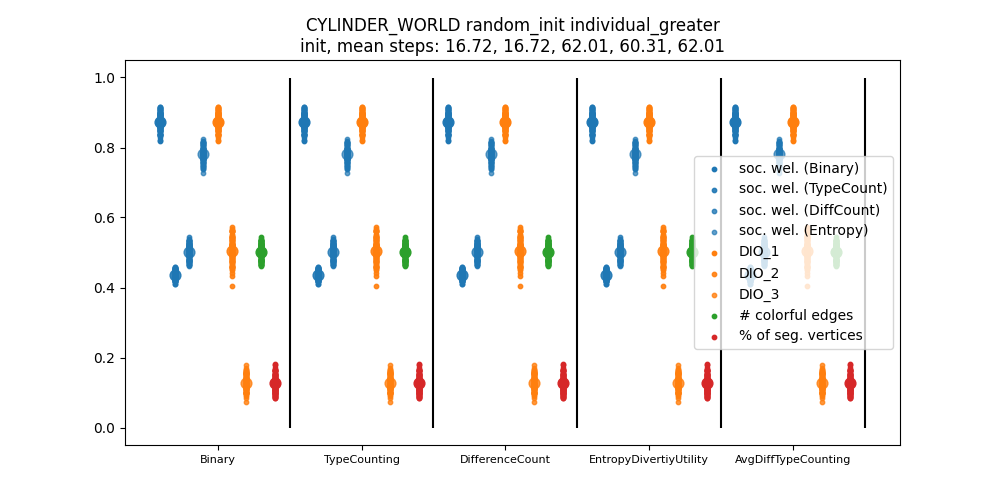 CYLINDER_WORLD random_init individual_greater
init, mean steps: 16.72, 16.72, 62.01, 60.31, 62.01
1.0
0.8
0.6
0.4
0.2
0.0
soc. wel. (Binary)
soc. wel. (TypeCount)
soc. wel. (DiffCount)
soc. wel. (Entropy)
DIO_1
DIO_2
DIO_3
# colorful edges
% of seg. vertices
Binary
TypeCounting
DifferenceCount
EntropyDivertiyUtility
AvgDiffTypeCounting